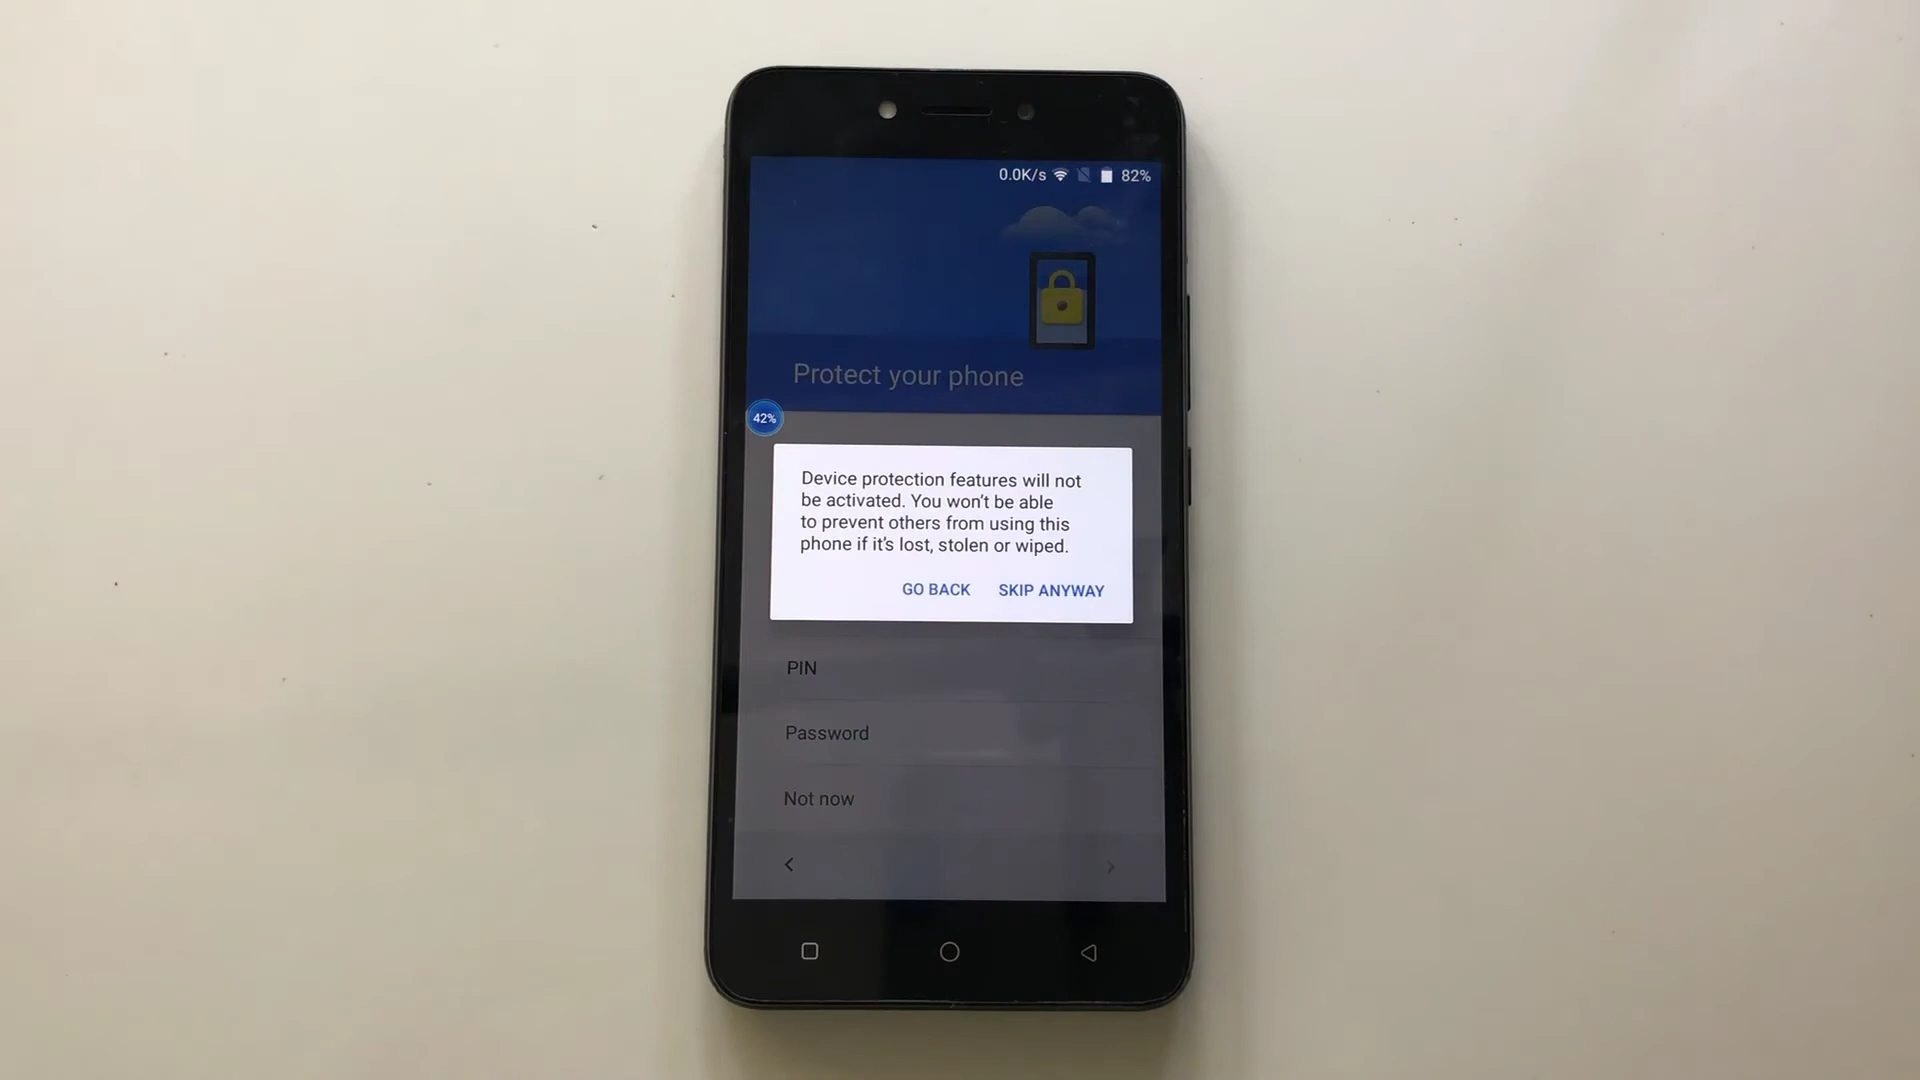 0.0K/s 82%
Protect your phone
42%
Device protection features will not
be activated. You won't be able
to prevent others from using this
phone if it's lost, stolen or wiped.
GO BACK SKIP ANYWAY
PIN
Password
Not now